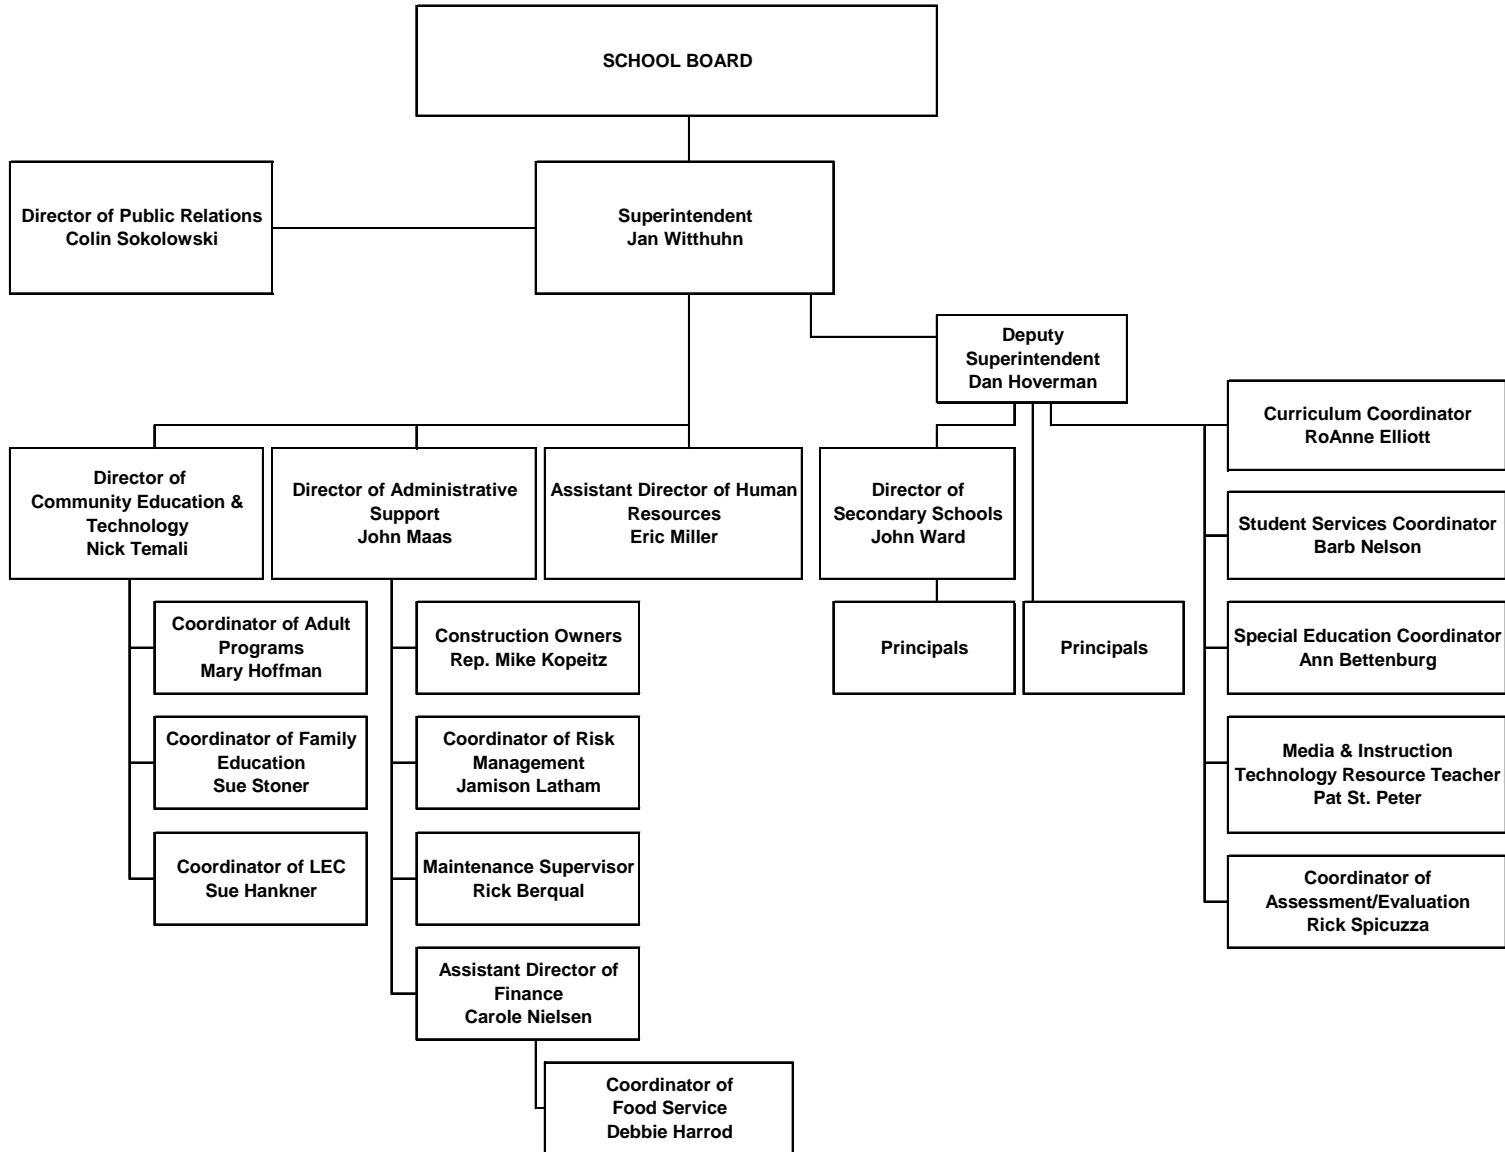 SCHOOL BOARD
Director of Public Relations
Colin Sokolowski
Superintendent
Jan Witthuhn
Deputy
Superintendent
Dan Hoverman
Curriculum Coordinator
RoAnne Elliott
Director of
Community Education &
Technology
Nick Temali
Director of Administrative
Support
John Maas
Assistant Director of Human
Resources
Eric Miller
Director of
Secondary Schools
John Ward
Student Services Coordinator
Barb Nelson
Coordinator of Adult
Programs
Mary Hoffman
Construction Owners
Rep. Mike Kopeitz
Principals
Principals
Special Education Coordinator
Ann Bettenburg
Coordinator of Family
Education
Sue Stoner
Coordinator of Risk
Management
Jamison Latham
Media & Instruction
Technology Resource Teacher
Pat St. Peter
Coordinator of LEC
Sue Hankner
Maintenance Supervisor
Rick Berqual
Coordinator of
Assessment/Evaluation
Rick Spicuzza
Assistant Director of
Finance
Carole Nielsen
Coordinator of
Food Service
Debbie Harrod